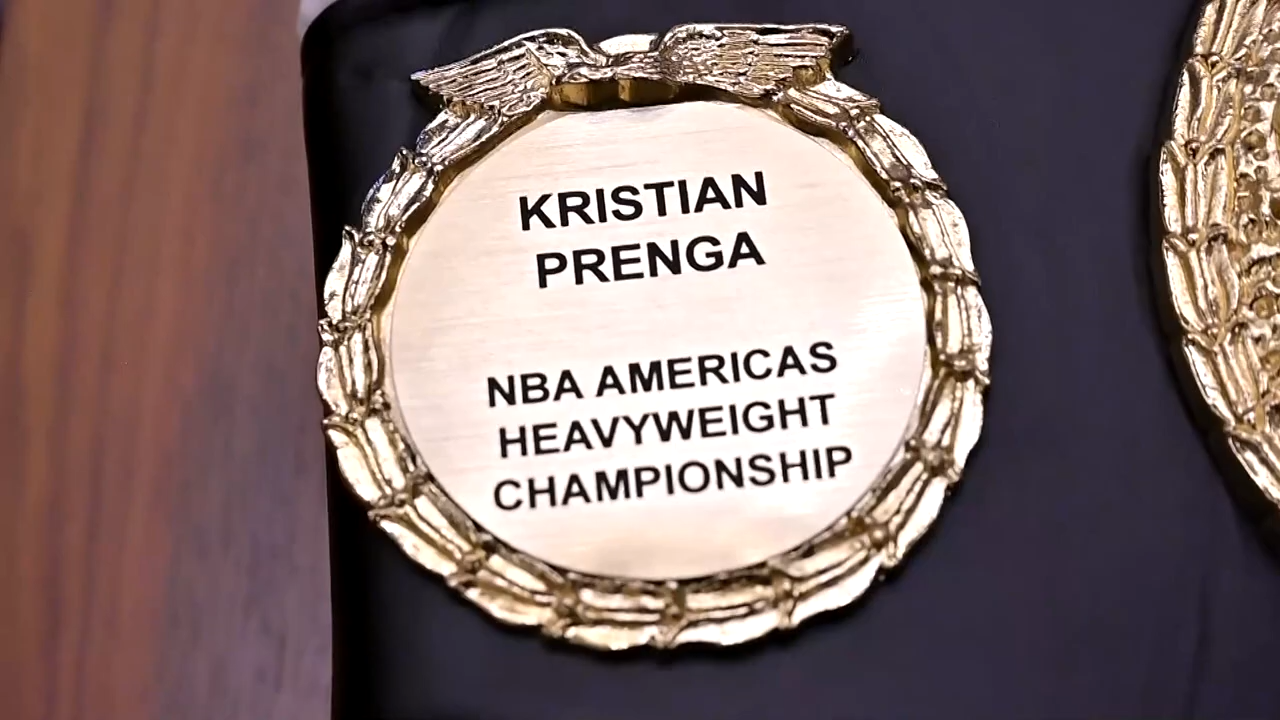 KRISTIAN
PRENGA
NBA AMERICAS
HEAVYWEIGHT
CHAMPIONSHIP